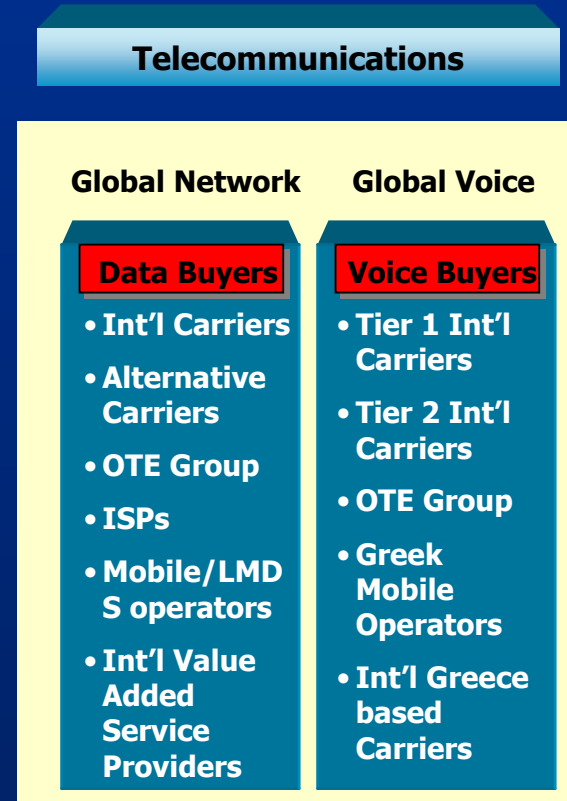 Telecommunications
Global Network
Data Buyers
• Int’l Carriers
• Alternative
Carriers
• OTE Group
• ISPs
• Mobile/LMD
S operators
• Int’l Value
Added
Service
Providers
Global Voice
Voice Buyers
• Tier 1 Int’l
Carriers
• Tier 2 Int’l
Carriers
• OTE Group
• Greek
Mobile
Operators
• Int’l Greece
based
Carriers